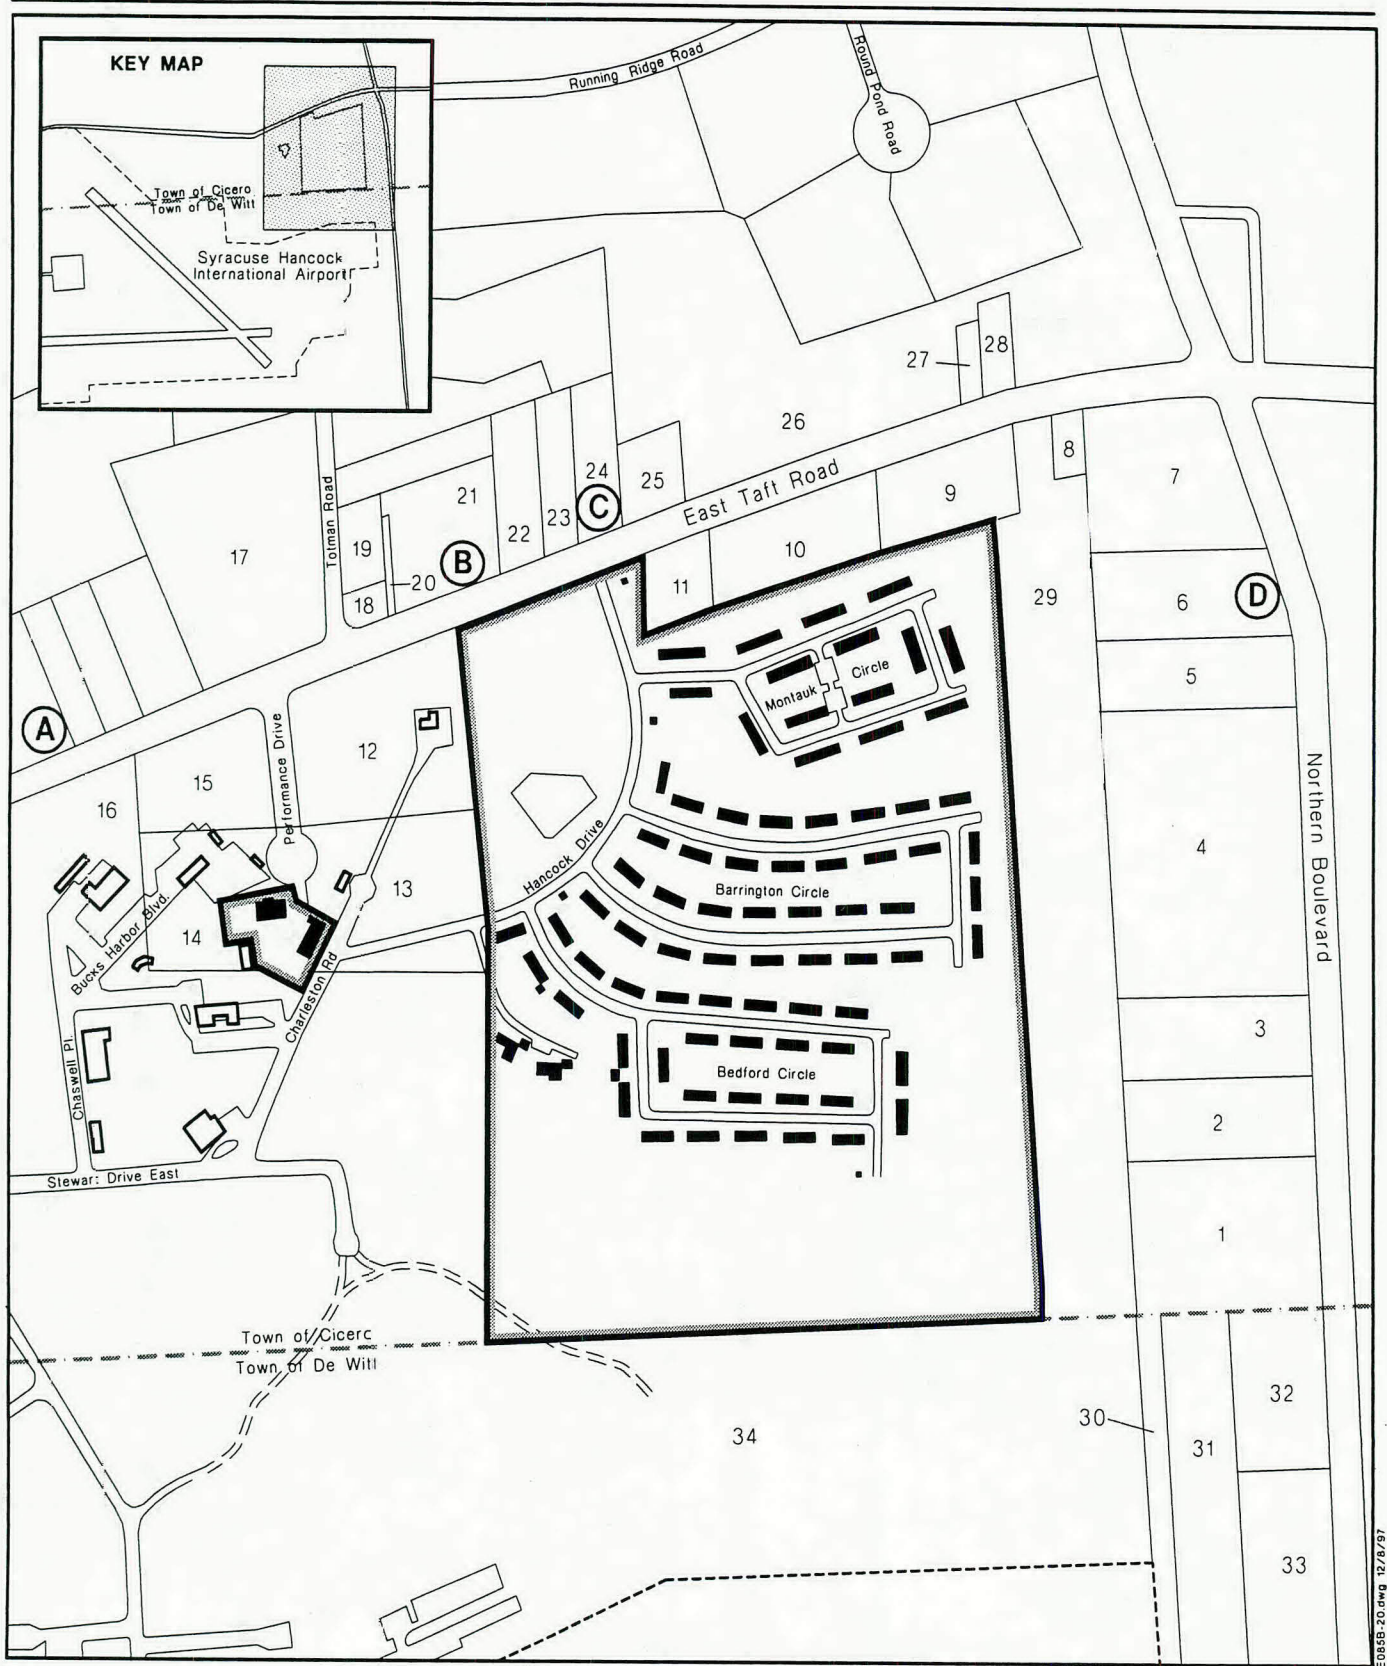 KEY MAP
Town of Cicero
Town of De Witt
Syracuse Hancock
International Airport
Running Ridge Road
Round Pond Road
27
28
26
8
7
24
25
21
9
East Taft Road
Totman Road
C
23
22
19
17
10
B
20
11
18
29
6
D
5
Circle
Montauk
A
12
Performance Drive
15
16
Northern Boulevard
4
Hancock Drive
13
Barrington Circle
Bucks Harbor Blvd.
14
Charleston Rd
3
Chaswell Pl.
Bedford Circle
2
Stewar: Drive East
1
Town of Cicerc
Town of De Witt
32
30
34
31
33
E085B-20.dwg 12/8/97